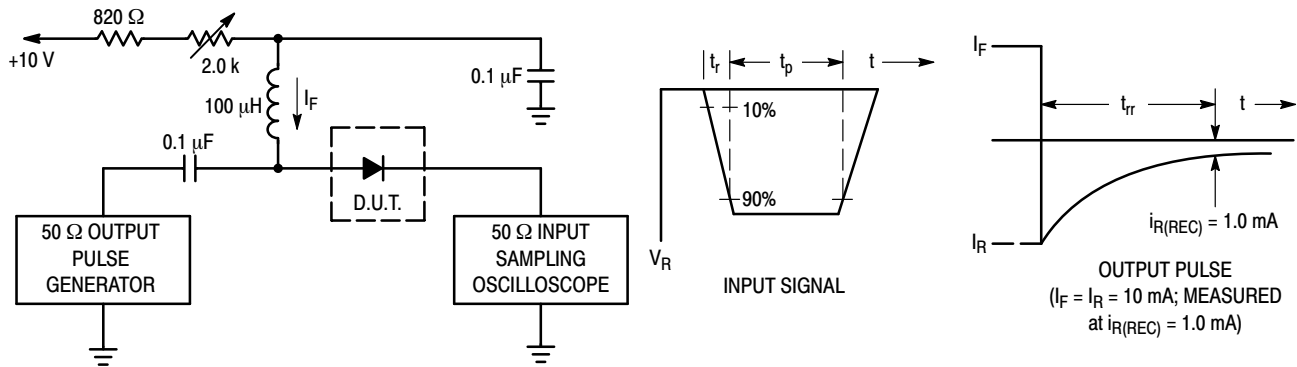 820 Ω
+10 V
2.0 k
100 μH
I_F
0.1 μF
0.1 μF
D.U.T.
50 Ω OUTPUT
PULSE
GENERATOR
50 Ω INPUT
SAMPLING
OSCILLOSCOPE
t_r
t_p
t
10%
90%
V_R
INPUT SIGNAL
I_F
t_rr
t
I_R
i_R(REC) = 1.0 mA
OUTPUT PULSE
(I_F = I_R = 10 mA; MEASURED
at i_R(REC) = 1.0 mA)